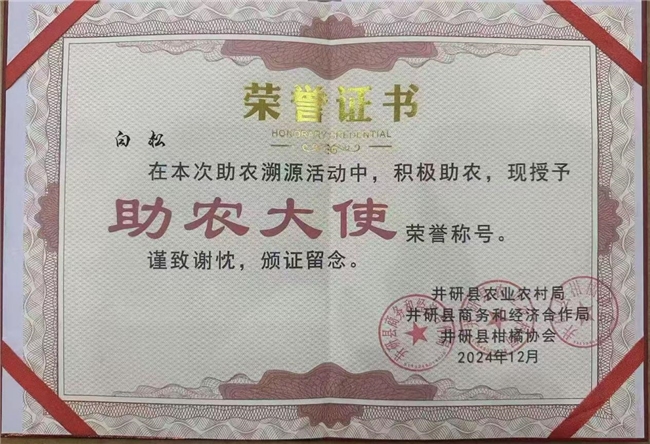 荣誉证书
HONORARY CREDENTIAL
白松
在本次助农溯源活动中，积极助农，现授予
助农大使荣誉称号。
谨致谢忱，颁证留念。
井研县农业农村局
井研县商务和经济合作局
井研县柑橘协会
2024年12月